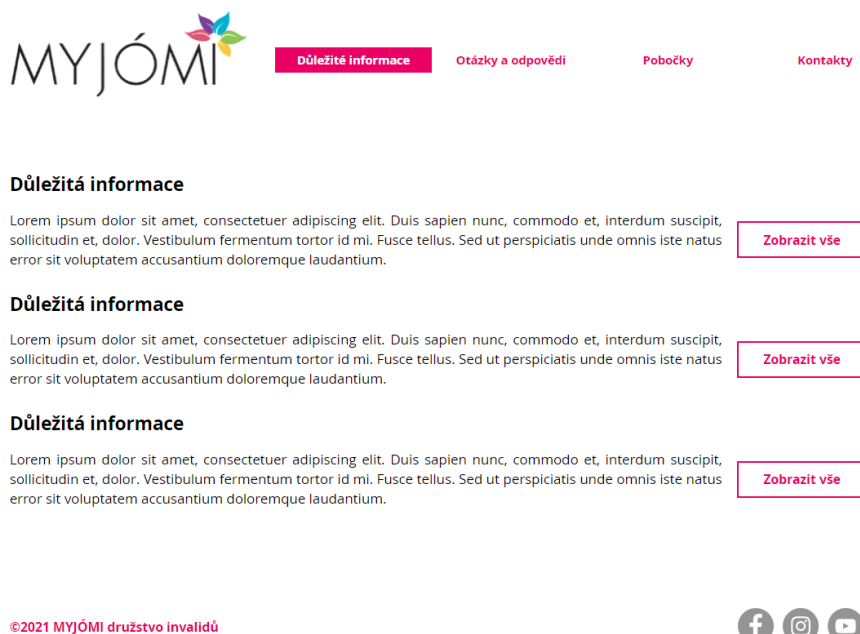 MYJÓMI
Důležité informace
Otázky a odpovědi
Pobočky
Kontakty
Důležitá informace
Lorem ipsum dolor sit amet, consectetuer adipiscing elit. Duis sapien nunc, commodo et, interdum suscipit,
sollicitudin et, dolor. Vestibulum fermentum tortor id mi. Fusce tellus. Sed ut perspiciatis unde omnis iste natus
error sit voluptatem accusantium doloremque laudantium.
Zobrazit vše
Důležitá informace
Lorem ipsum dolor sit amet, consectetuer adipiscing elit. Duis sapien nunc, commodo et, interdum suscipit,
sollicitudin et, dolor. Vestibulum fermentum tortor id mi. Fusce tellus. Sed ut perspiciatis unde omnis iste natus
error sit voluptatem accusantium doloremque laudantium.
Zobrazit vše
Důležitá informace
Lorem ipsum dolor sit amet, consectetuer adipiscing elit. Duis sapien nunc, commodo et, interdum suscipit,
sollicitudin et, dolor. Vestibulum fermentum tortor id mi. Fusce tellus. Sed ut perspiciatis unde omnis iste natus
error sit voluptatem accusantium doloremque laudantium.
Zobrazit vše
©2021 MYJÓMI družstvo invalidů